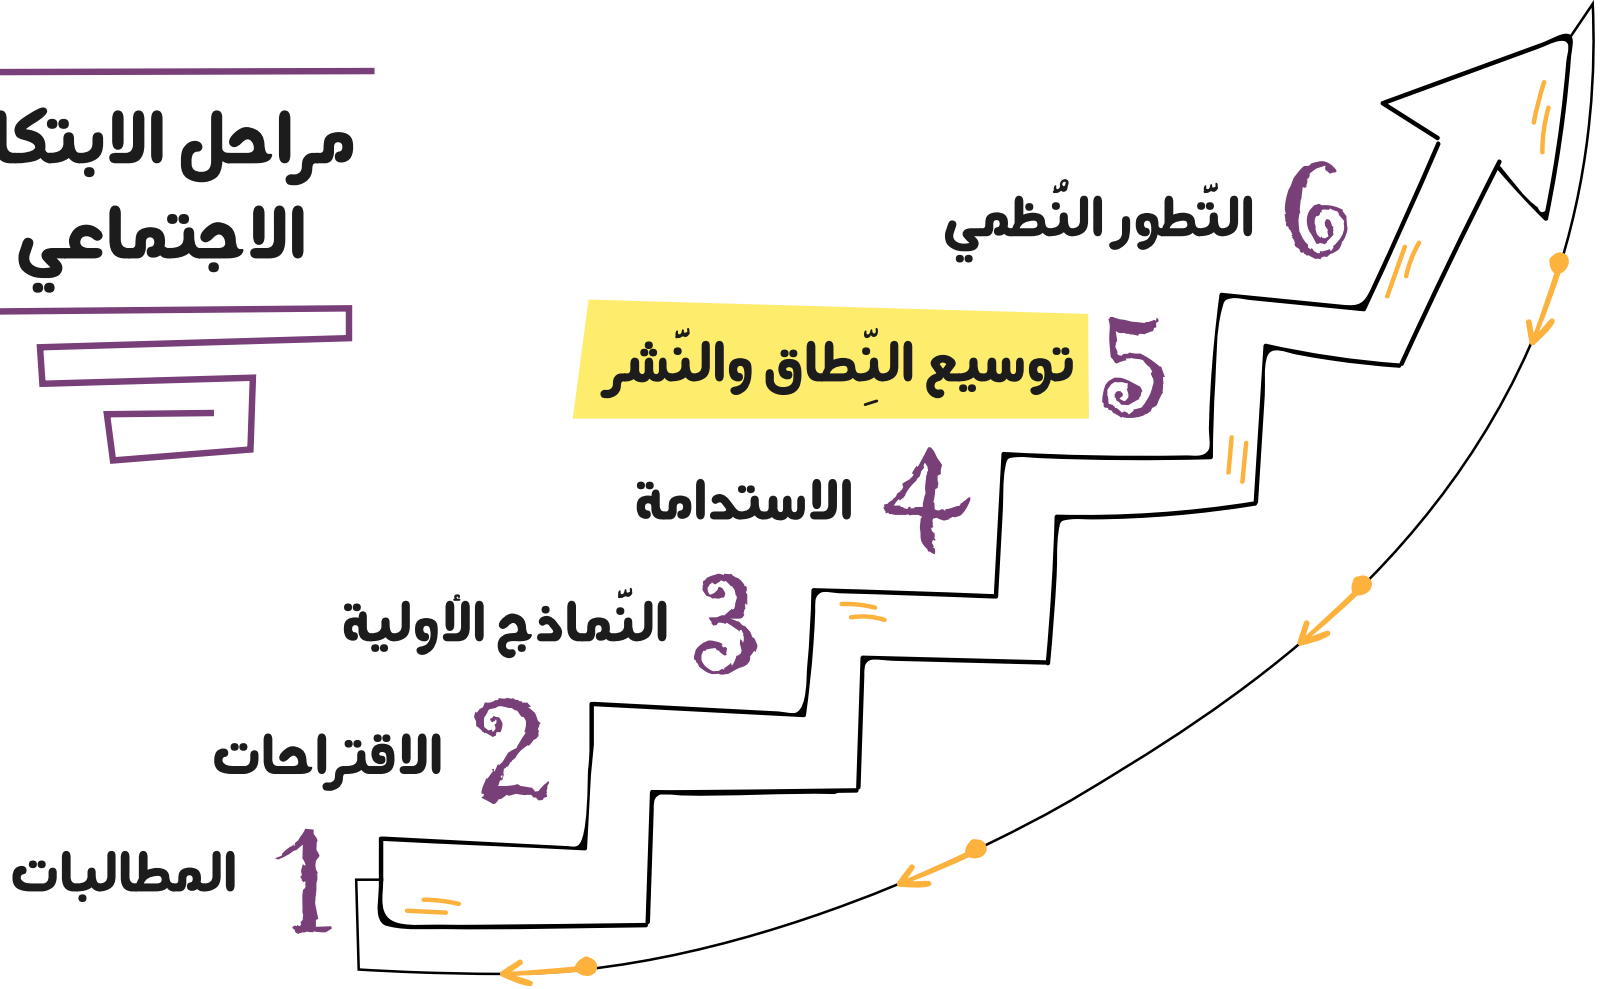 مراحل الابتكا
الاجتماعي
6 التّطور النُّظمي
5 توسيع النِّطاق والنّشر
4 الاستدامة
3 النّماذج الأولية
2 الاقتراحات
1 المطالبات